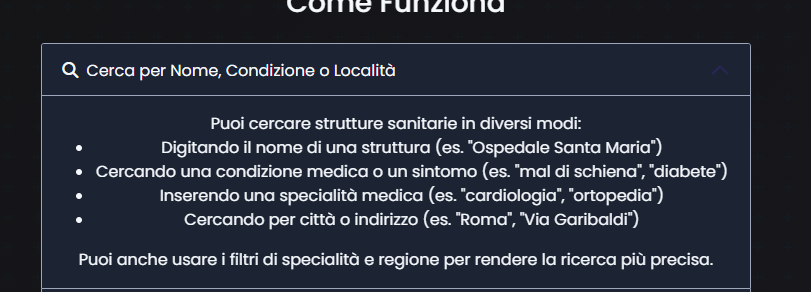 Come Funziona
Cerca per Nome, Condizione o Località
Puoi cercare strutture sanitarie in diversi modi:
Digitando il nome di una struttura (es. "Ospedale Santa Maria")
Cercando una condizione medica o un sintomo (es. "mal di schiena", "diabete")
Inserendo una specialità medica (es. "cardiologia", "ortopedia")
Cercando per città o indirizzo (es. "Roma", "Via Garibaldi")
Puoi anche usare i filtri di specialità e regione per rendere la ricerca più precisa.